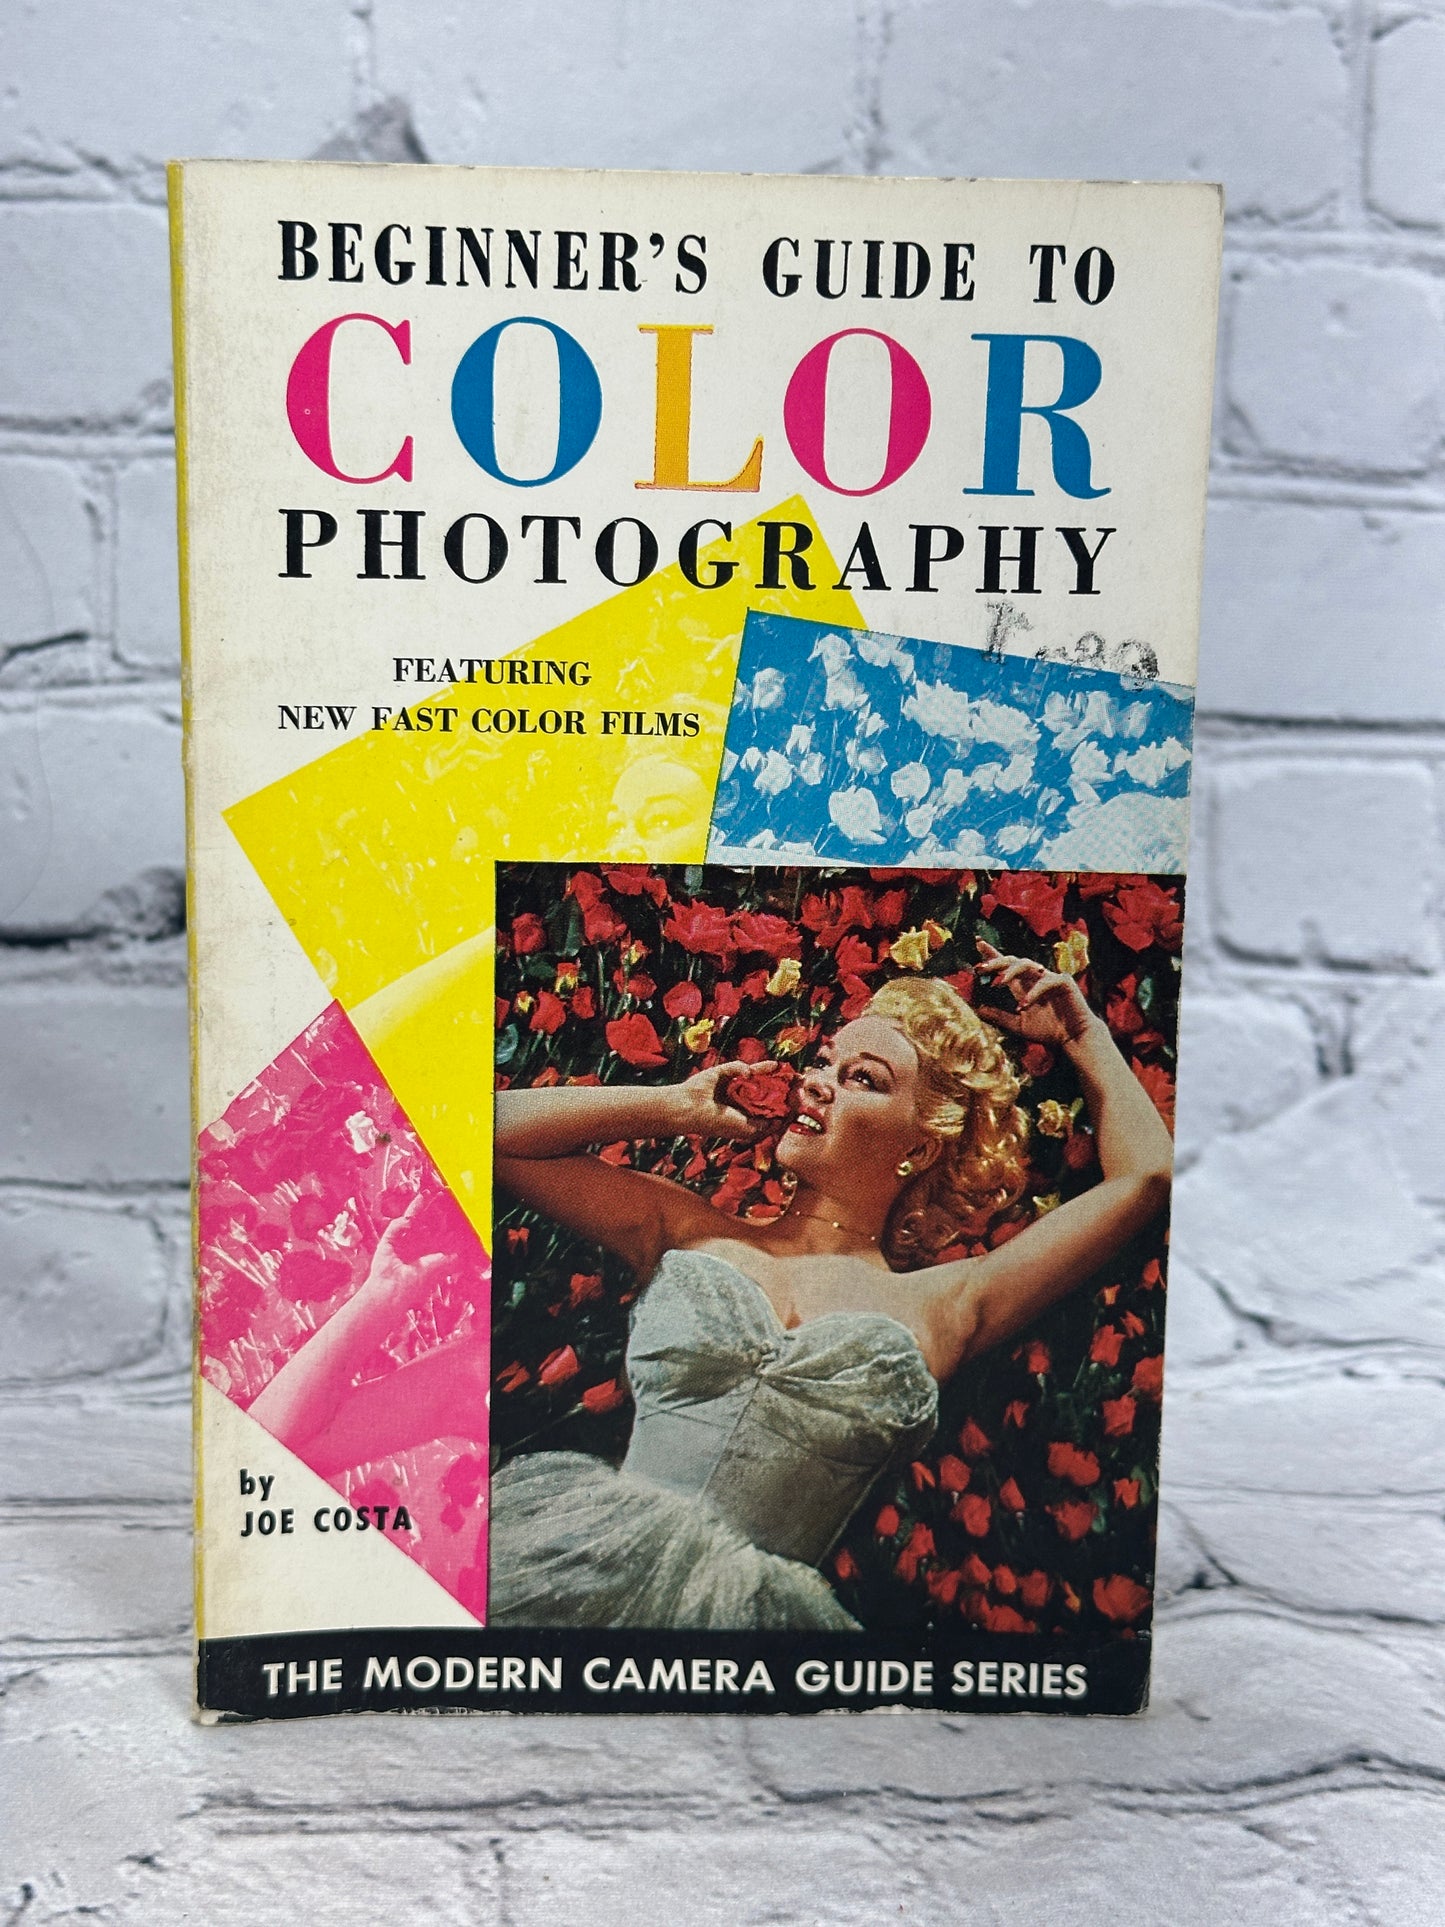 BEGINNER'S GUIDE TO
COLOR
PHOTOGRAPHY
FEATURING
NEW FAST COLOR FILMS
by
JOE COSTA
THE MODERN CAMERA GUIDE SERIES